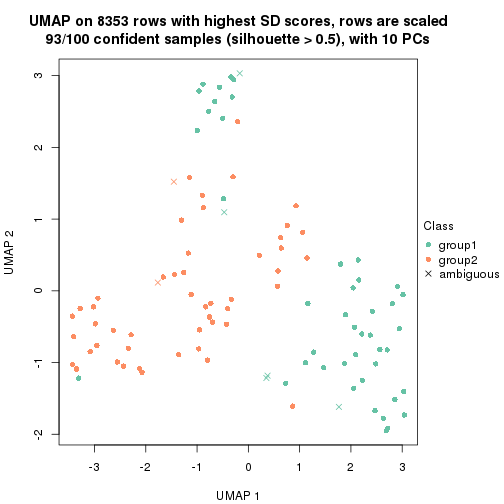 UMAP on 8353 rows with highest SD scores, rows are scaled
93/100 confident samples (silhouette > 0.5), with 10 PCs
3
2
1
0
-1
-2
UMAP 2
-3
-2
-1
0
1
2
3
UMAP 1
Class
group1
group2
ambiguous